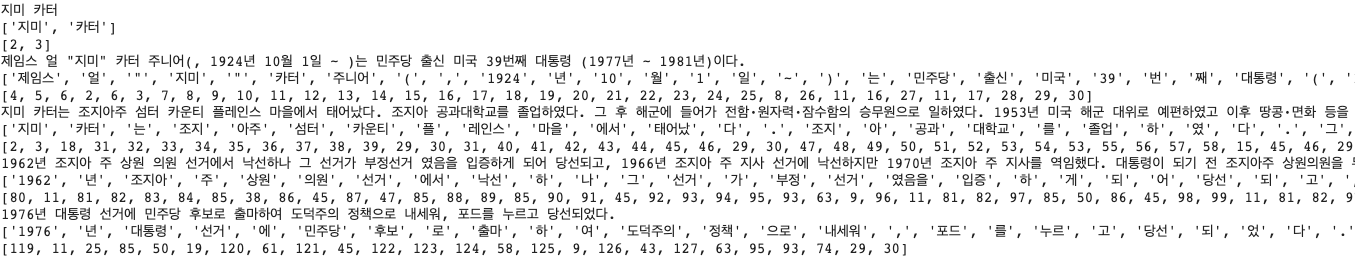 지미 카터
['지미', '카터']
[2, 3]
제임스 얼 "지미" 카터 주니어(, 1924년 10월 1일 ~ )는 민주당 출신 미국 39번째 대통령 (1977년 ~ 1981년)이다.
['제임스', '얼', '"', '지미', '"', '카터', '주니어', '(', ',', '1924', '년', '10', '월', '1', '일', '~', ')', '는', '민주당', '출신', '미국', '39', '번', '째', '대통령', '(',
[4, 5, 6, 2, 6, 3, 7, 8, 9, 10, 11, 12, 13, 14, 15, 16, 17, 18, 19, 20, 21, 22, 23, 24, 25, 8, 26, 11, 16, 27, 11, 17, 28, 29, 30]
지미 카터는 조지아주 섬터 카운티 플레인스 마을에서 태어났다. 조지아 공과대학교를 졸업하였다. 그 후 해군에 들어가 전함·원자력·잠수함의 승무원으로 일하였다. 1953년 미국 해군 대위로 예편하였고 이후 땅콩·면화 등을
['지미', '카터', '는', '조지', '아주', '섬터', '카운티', '플', '레인스', '마을', '에서', '태어났', '다', '.', '조지', '아', '공과', '대학교', '를', '졸업', '하', '였', '다', '.', '그',
[2, 3, 18, 31, 32, 33, 34, 35, 36, 37, 38, 39, 29, 30, 31, 40, 41, 42, 43, 44, 45, 46, 29, 30, 47, 48, 49, 50, 51, 52, 53, 54, 53, 55, 56, 57, 58, 15, 45, 46, 29
1962년 조지아 주 상원 의원 선거에서 낙선하나 그 선거가 부정선거 였음을 입증하게 되어 당선되고, 1966년 조지아 주 지사 선거에 낙선하지만 1970년 조지아 주 지사를 역임했다. 대통령이 되기 전 조지아주 상원의원을
['1962', '년', '조지아', '주', '상원', '의원', '선거', '에서', '낙선', '하', '나', '그', '선거', '가', '부정', '선거', '였음을', '입증', '하', '게', '되', '어', '당선', '되', '고', ',
[80, 11, 81, 82, 83, 84, 85, 38, 86, 45, 87, 47, 85, 88, 89, 85, 90, 91, 45, 92, 93, 94, 95, 93, 63, 9, 96, 11, 81, 82, 97, 85, 50, 86, 45, 98, 99, 11, 81, 82, 9
1976년 대통령 선거에 민주당 후보로 출마하여 도덕주의 정책으로 내세워, 포드를 누르고 당선되었다.
['1976', '년', '대통령', '선거', '에', '민주당', '후보', '로', '출마', '하', '여', '도덕주의', '정책', '으로', '내세워', ',', '포드', '를', '누르', '고', '당선', '되', '었', '다', '.'
[119, 11, 25, 85, 50, 19, 120, 61, 121, 45, 122, 123, 124, 58, 125, 9, 126, 43, 127, 63, 95, 93, 74, 29, 30]